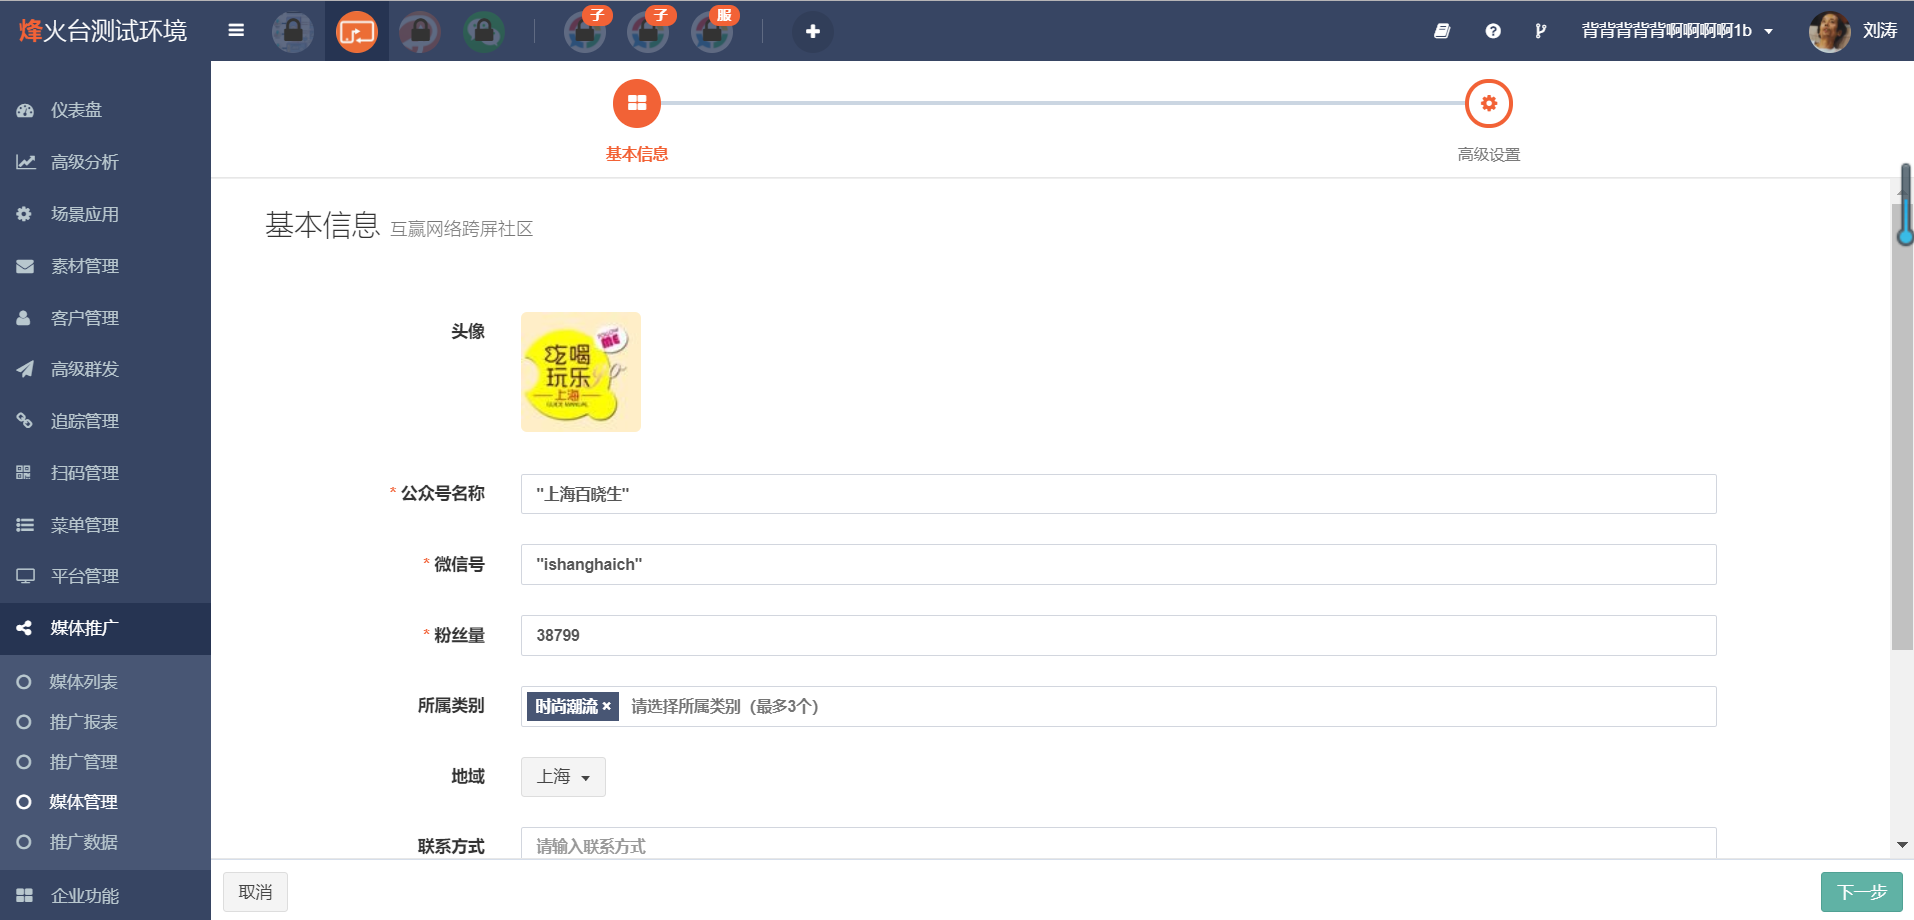 烽火台测试环境
子
子
服
背背背背背啊啊啊啊1b
刘涛
仪表盘
高级分析
场景应用
素材管理
客户管理
高级群发
追踪管理
扫码管理
菜单管理
平台管理
媒体推广
媒体列表
推广报表
推广管理
媒体管理
推广数据
企业功能
基本信息
高级设置
基本信息 互赢网络跨屏社区
头像
FOLLOW
ME
吃喝
玩乐go
上海
GUIDE MANUAL
* 公众号名称 "上海百晓生"
* 微信号 "ishanghaich"
* 粉丝量 38799
所属类别 时尚潮流 × 请选择所属类别（最多3个）
地域 上海
联系方式 请输入联系方式
取消
下一步